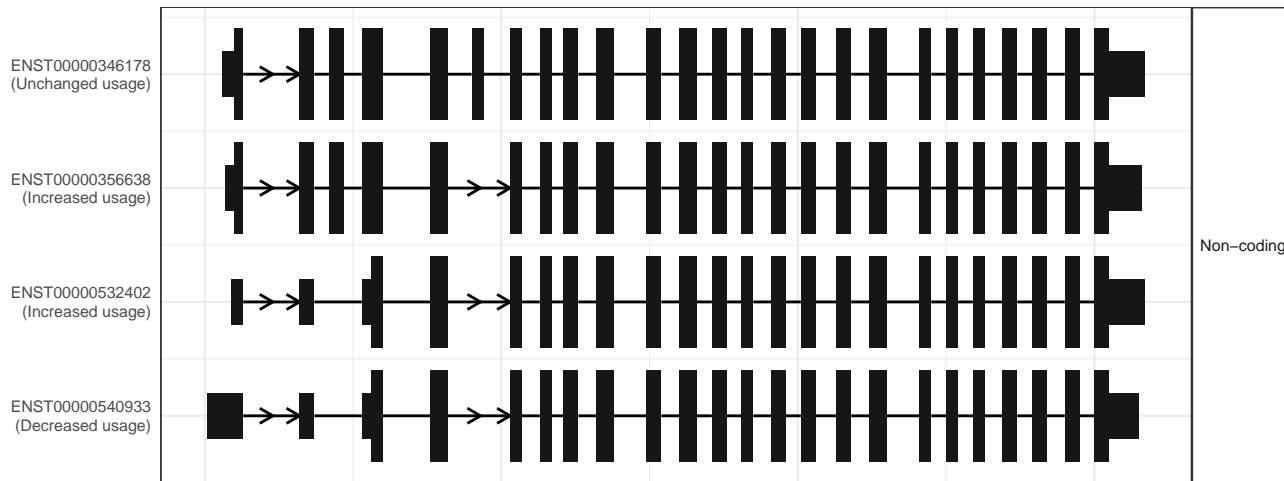 ENST00000346178
(Unchanged usage)
ENST00000356638
(Increased usage)
Non−coding
ENST00000532402
(Increased usage)
ENST00000540933
(Decreased usage)